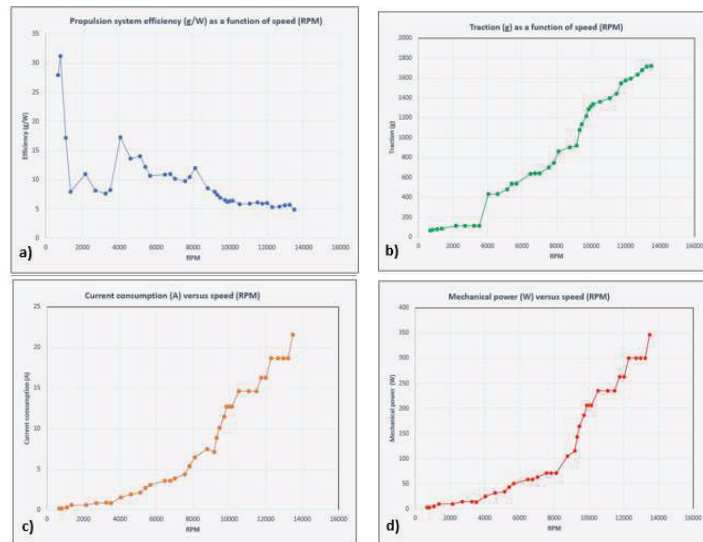 Propulsion system efficiency (g/W) as a function of speed (RPM)
35
30
25
20
15
10
5
0
Efficiency (g/W)
0 2000 4000 6000 8000 10000 12000 14000 16000
RPM
a)
Traction (g) as a function of speed (RPM)
2000
1800
1600
1400
1200
1000
800
600
400
200
0
Traction (g)
0 2000 4000 6000 8000 10000 12000 14000 16000
RPM
b)
Current consumption (A) versus speed (RPM)
25
20
15
10
5
0
Current consumption (A)
0 2000 4000 6000 8000 10000 12000 14000 16000
RPM
c)
Mechanical power (W) versus speed (RPM)
400
350
300
250
200
150
100
50
0
Mechanical power (W)
0 2000 4000 6000 8000 10000 12000 14000 16000
RPM
d)